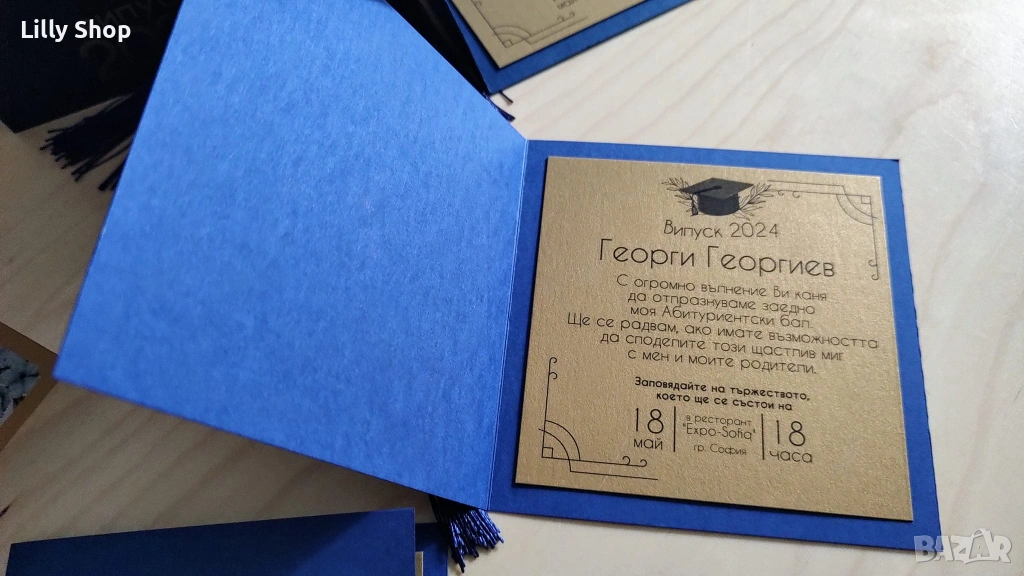 Lilly Shop
Випуск 2024
Георги Георгиев
С огромно вълнение Ви каня
да отпразнуваме заедно
моя Абитуриентски бал.
Ще се радвам, ако имате възможността
да споделите този щастлив миг
с мен и моите родители.
Заповядайте на тържеството,
което ще се състои на
18 май
в ресторант
"Expo-Sofia"
гр. София
18 часа
BAZAR